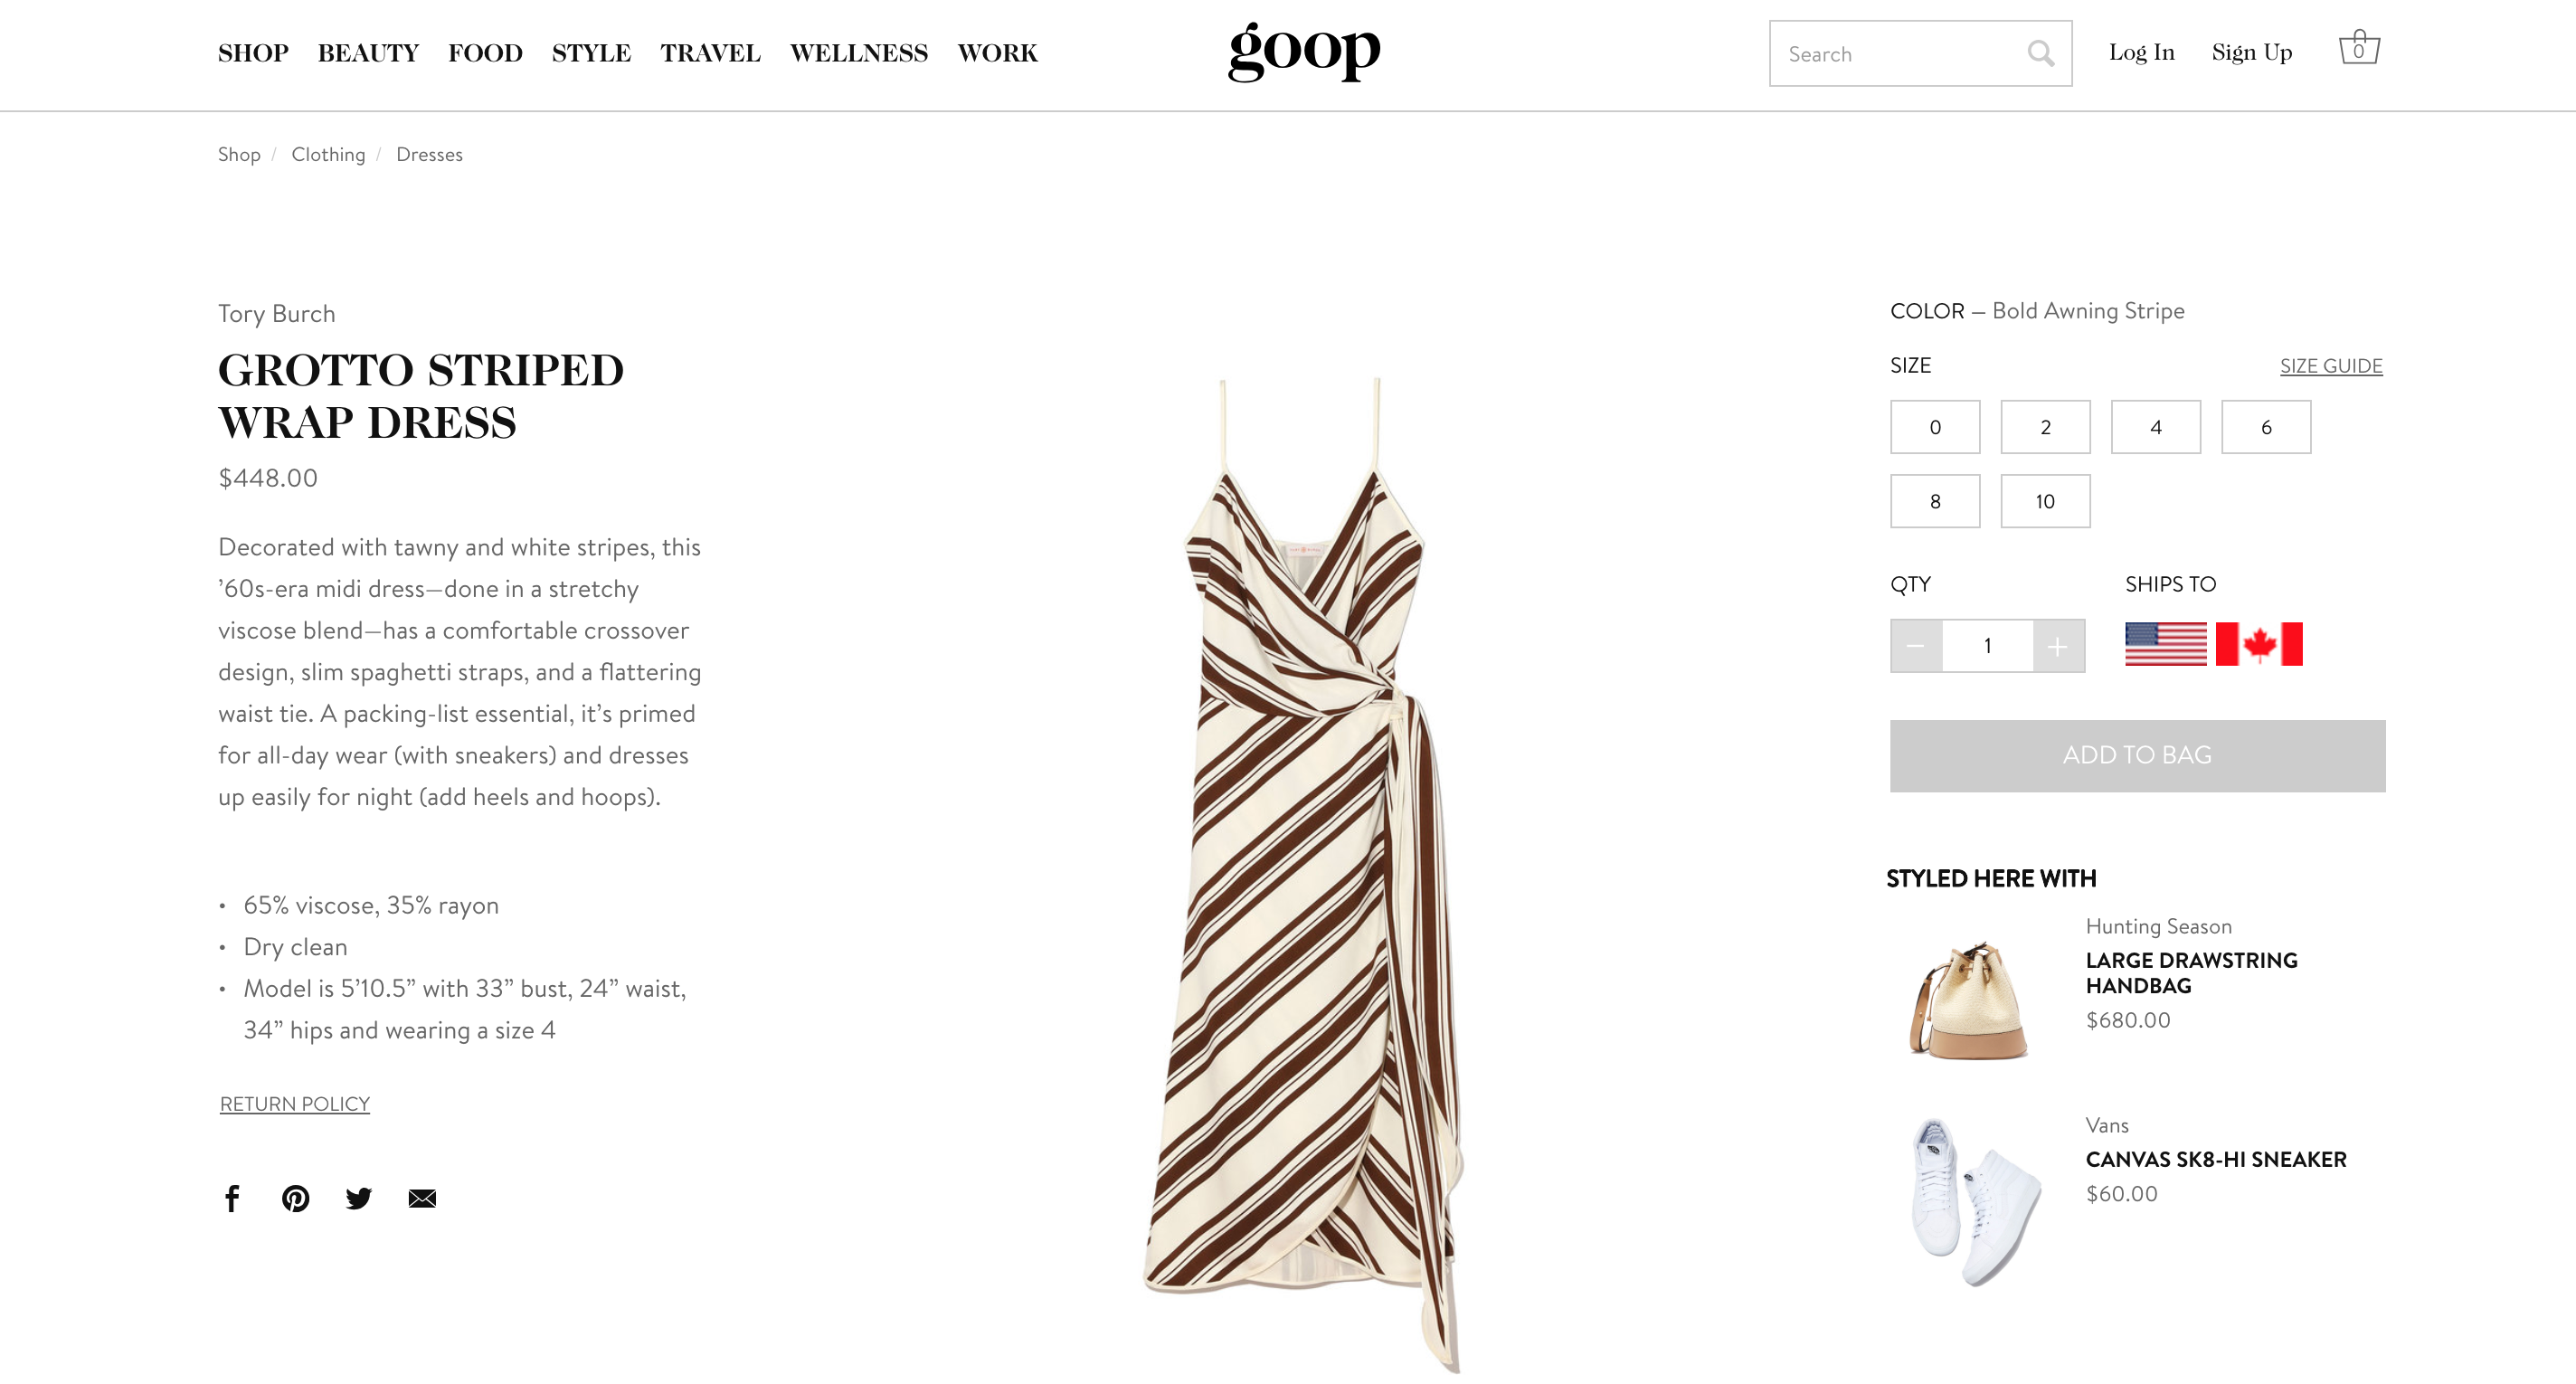 SHOP BEAUTY FOOD STYLE TRAVEL WELLNESS WORK
goop
Search
Log In
Sign Up
0
Shop / Clothing / Dresses
Tory Burch
GROTTO STRIPED
WRAP DRESS
$448.00
Decorated with tawny and white stripes, this
’60s-era midi dress—done in a stretchy
viscose blend—has a comfortable crossover
design, slim spaghetti straps, and a flattering
waist tie. A packing-list essential, it’s primed
for all-day wear (with sneakers) and dresses
up easily for night (add heels and hoops).
• 65% viscose, 35% rayon
• Dry clean
• Model is 5’10.5” with 33” bust, 24” waist,
34” hips and wearing a size 4
RETURN POLICY
COLOR — Bold Awning Stripe
SIZE
SIZE GUIDE
0 2 4 6
8 10
QTY
SHIPS TO
− 1 +
ADD TO BAG
STYLED HERE WITH
Hunting Season
LARGE DRAWSTRING
HANDBAG
$680.00
Vans
CANVAS SK8-HI SNEAKER
$60.00